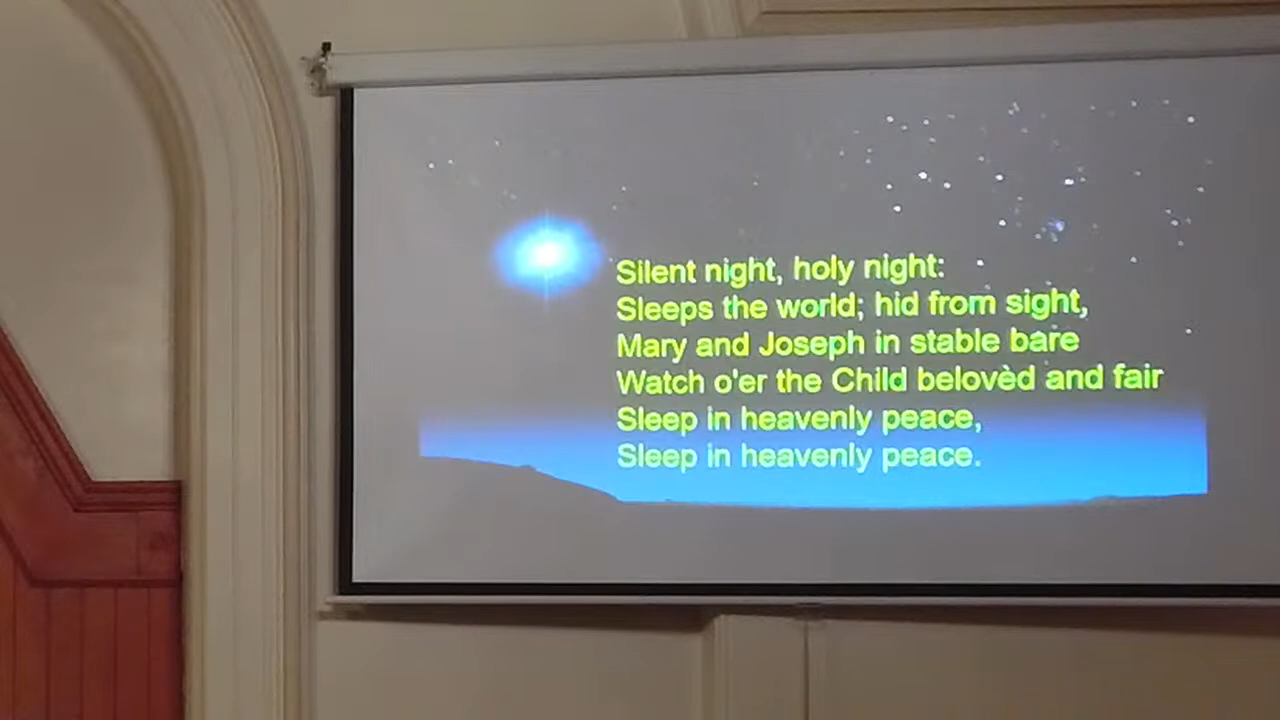 Silent night, holy night:
Sleeps the world; hid from sight,
Mary and Joseph in stable bare
Watch o'er the Child belovèd and fair
Sleep in heavenly peace,
Sleep in heavenly peace.